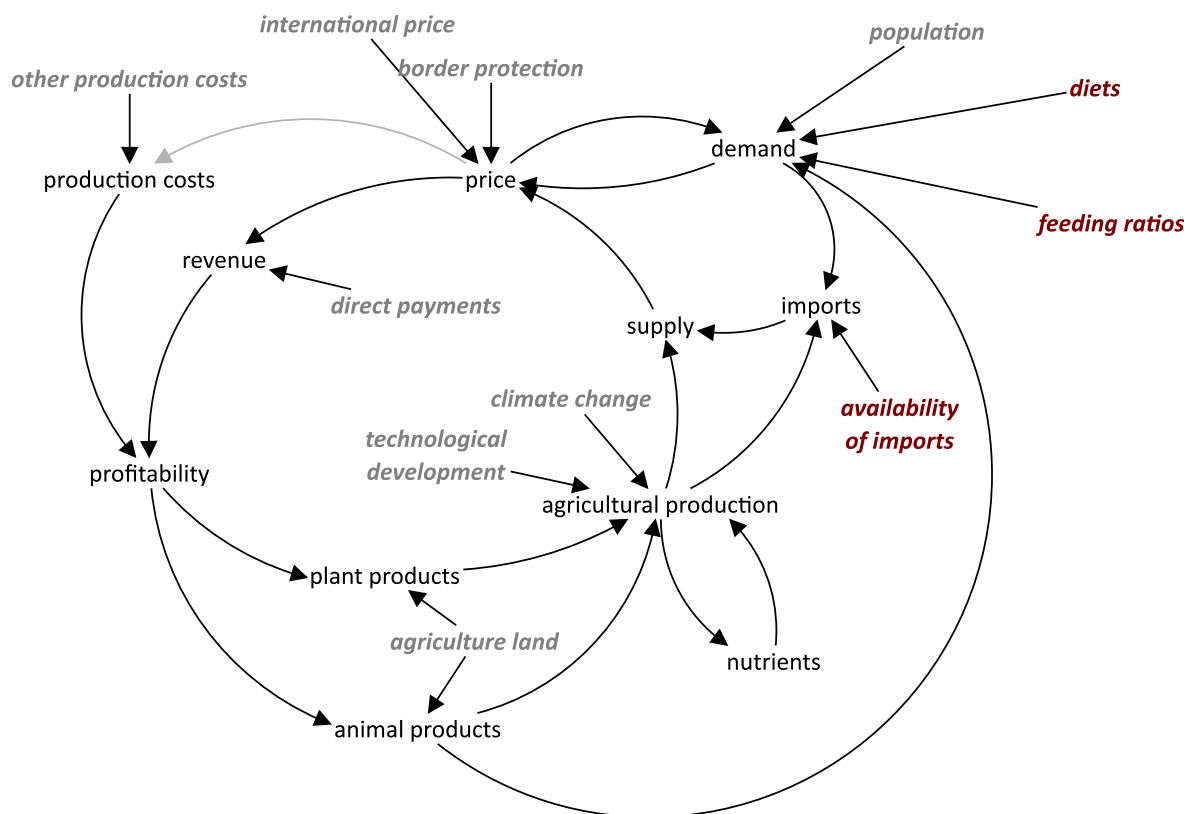 international price
population
border protection
other production costs
diets
demand
production costs
price
feeding ratios
revenue
direct payments
imports
supply
climate change
availability
of imports
technological
development
profitability
agricultural production
plant products
agriculture land
nutrients
animal products